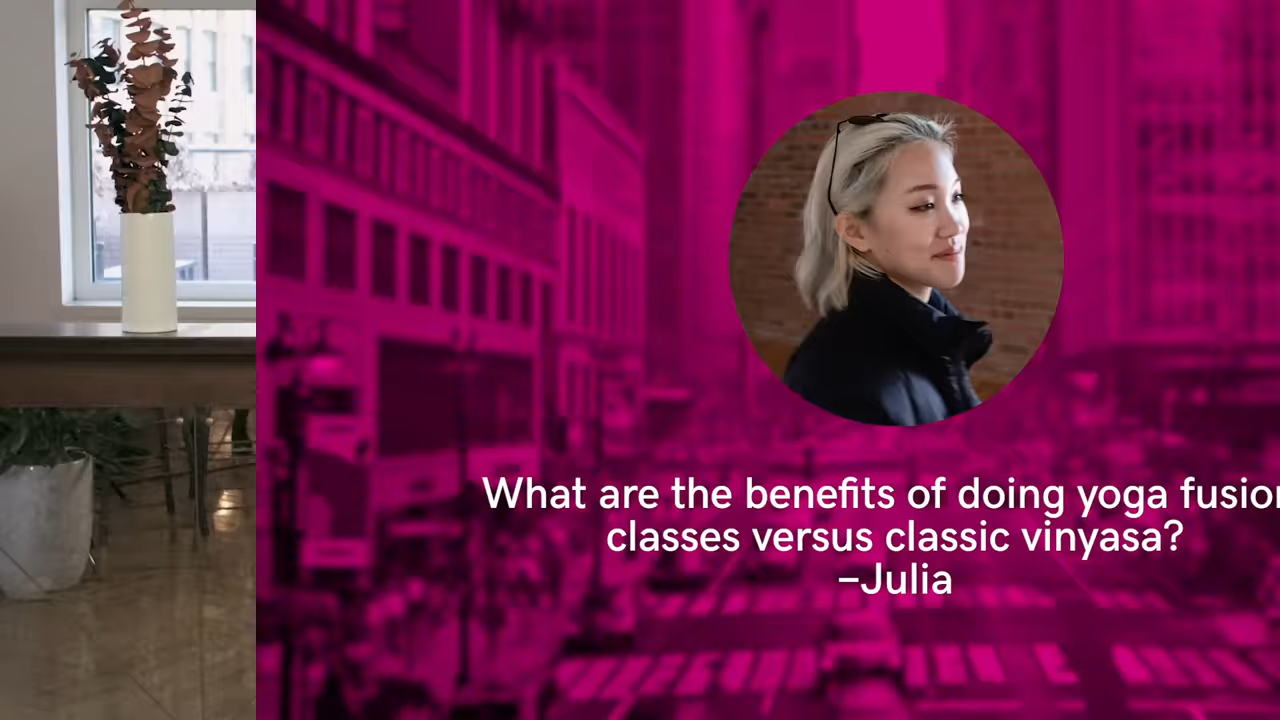 What are the benefits of doing yoga fusion
classes versus classic vinyasa?
–Julia